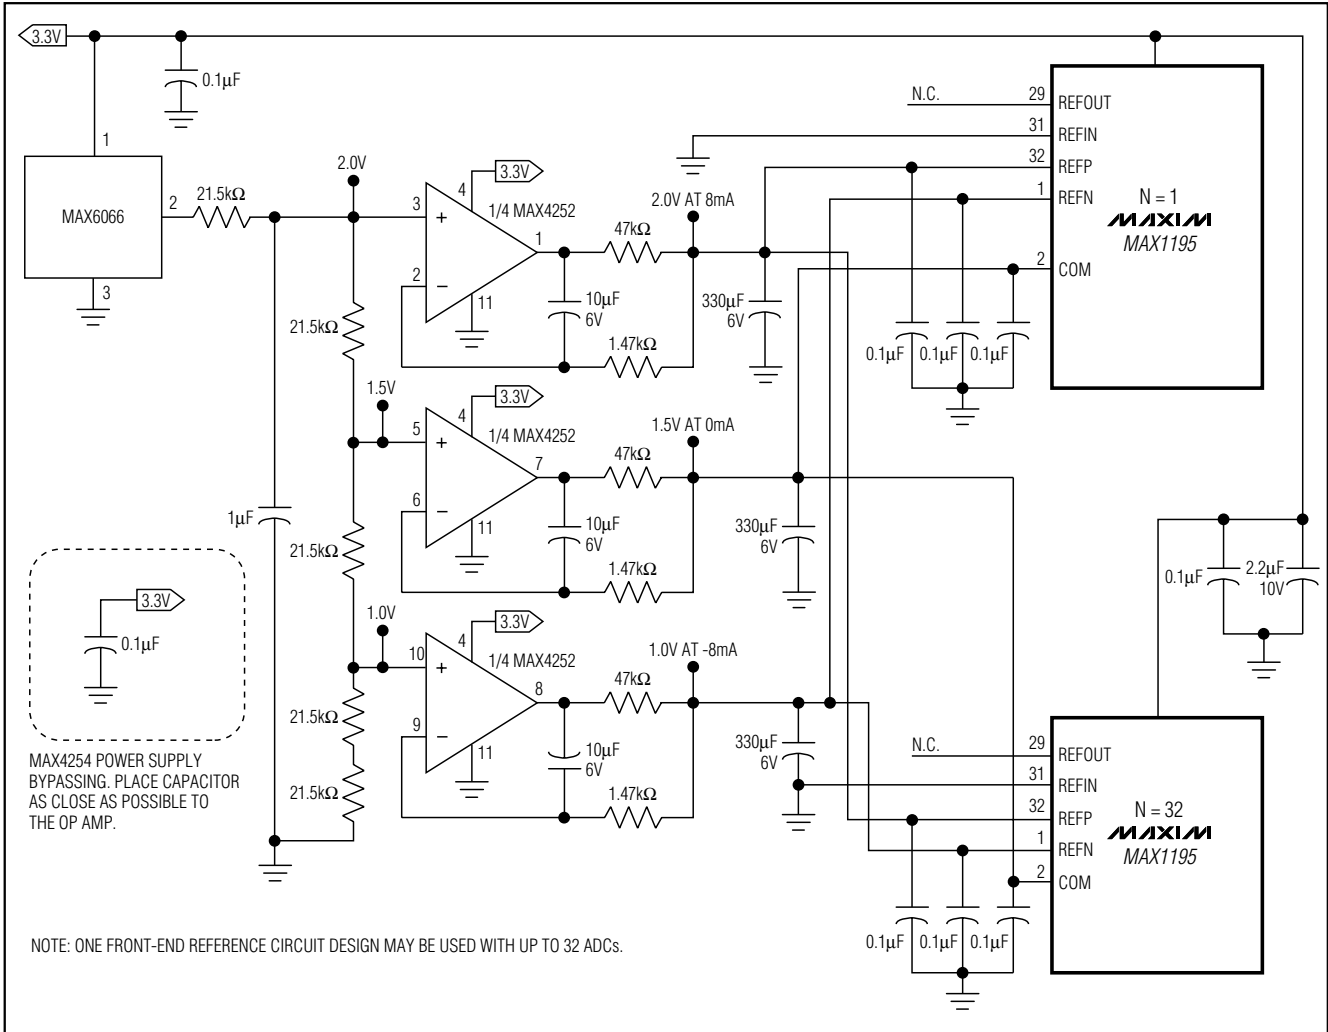 3.3V
0.1µF
N.C.
29
REFOUT
31
REFIN
32
REFP
1
REFN
2
COM
N = 1
MAXIM
MAX1195
0.1µF
0.1µF
0.1µF
1
MAX6066
2
3
21.5kΩ
2.0V
3
+
2
−
4
3.3V
1/4 MAX4252
1
11
10µF
6V
47kΩ
1.47kΩ
2.0V AT 8mA
330µF
6V
21.5kΩ
1.5V
5
+
6
−
4
3.3V
1/4 MAX4252
7
11
10µF
6V
47kΩ
1.47kΩ
1.5V AT 0mA
330µF
6V
1µF
21.5kΩ
1.0V
10
+
9
−
4
3.3V
1/4 MAX4252
8
11
10µF
6V
47kΩ
1.47kΩ
1.0V AT -8mA
330µF
6V
21.5kΩ
21.5kΩ
0.1µF
2.2µF
10V
3.3V
0.1µF
MAX4254 POWER SUPPLY
BYPASSING. PLACE CAPACITOR
AS CLOSE AS POSSIBLE TO
THE OP AMP.
N.C.
29
REFOUT
31
REFIN
32
REFP
1
REFN
2
COM
N = 32
MAXIM
MAX1195
0.1µF
0.1µF
0.1µF
NOTE: ONE FRONT-END REFERENCE CIRCUIT DESIGN MAY BE USED WITH UP TO 32 ADCs.